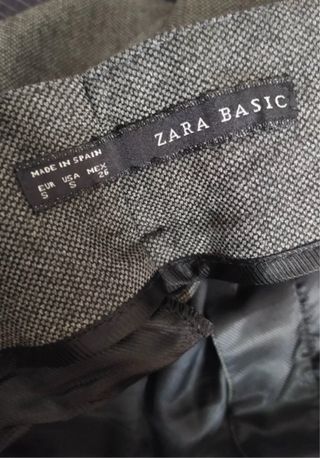 ZARA BASIC
MADE IN SPAIN
EUR USA MEX
S S 26